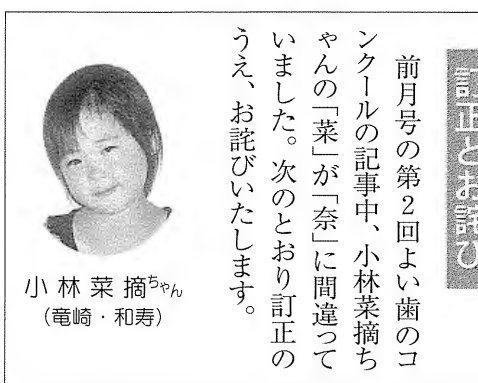 訂正とお詫び
前月号の第2回よい歯のコ
ンクールの記事中、小林菜摘ち
ゃんの「菜」が「奈」に間違って
いました。次のとおり訂正の
うえ、お詫びいたします。
小林菜摘ちゃん
(竜崎・和寿)